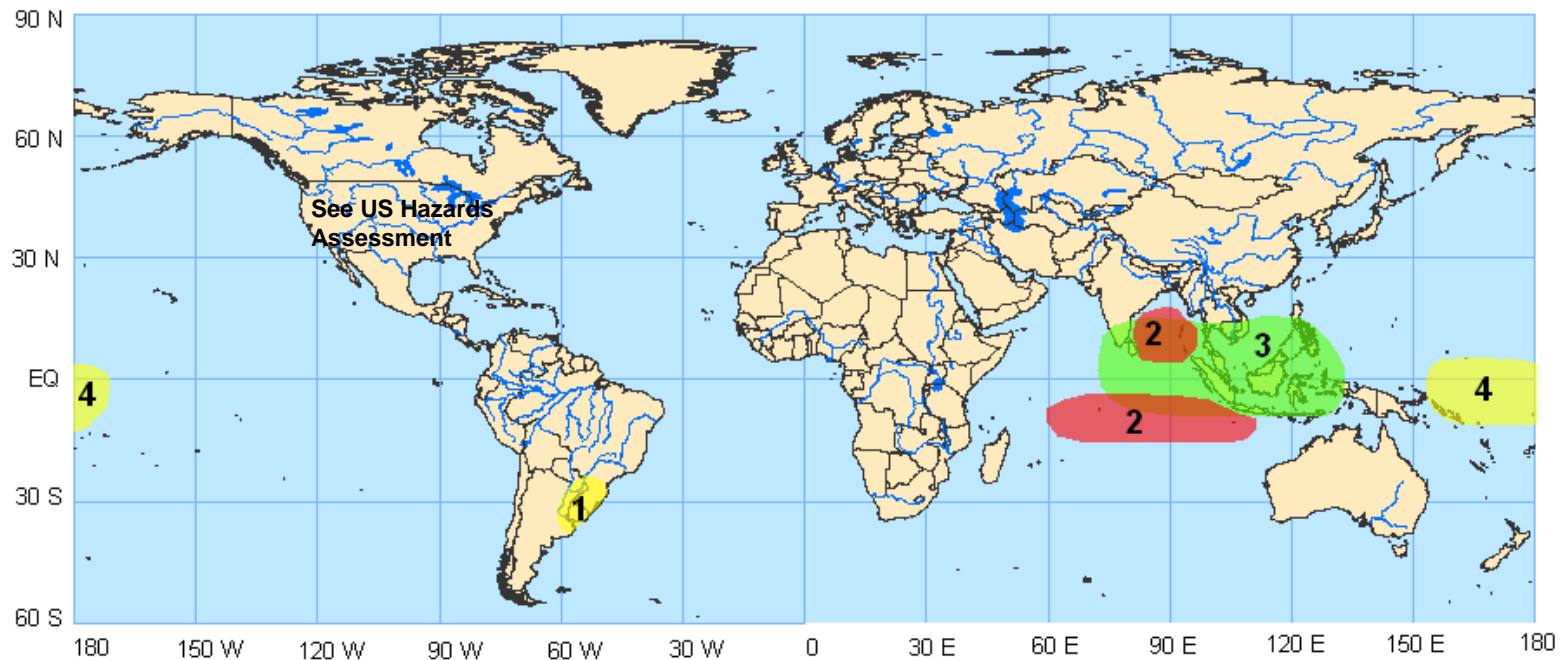 90 N
60 N
30 N
EQ
30 S
60 S
See US Hazards
Assessment
4
1
2
2
3
4
180
150 W
120 W
90 W
60 W
30 W
0
30 E
60 E
90 E
120 E
150 E
180